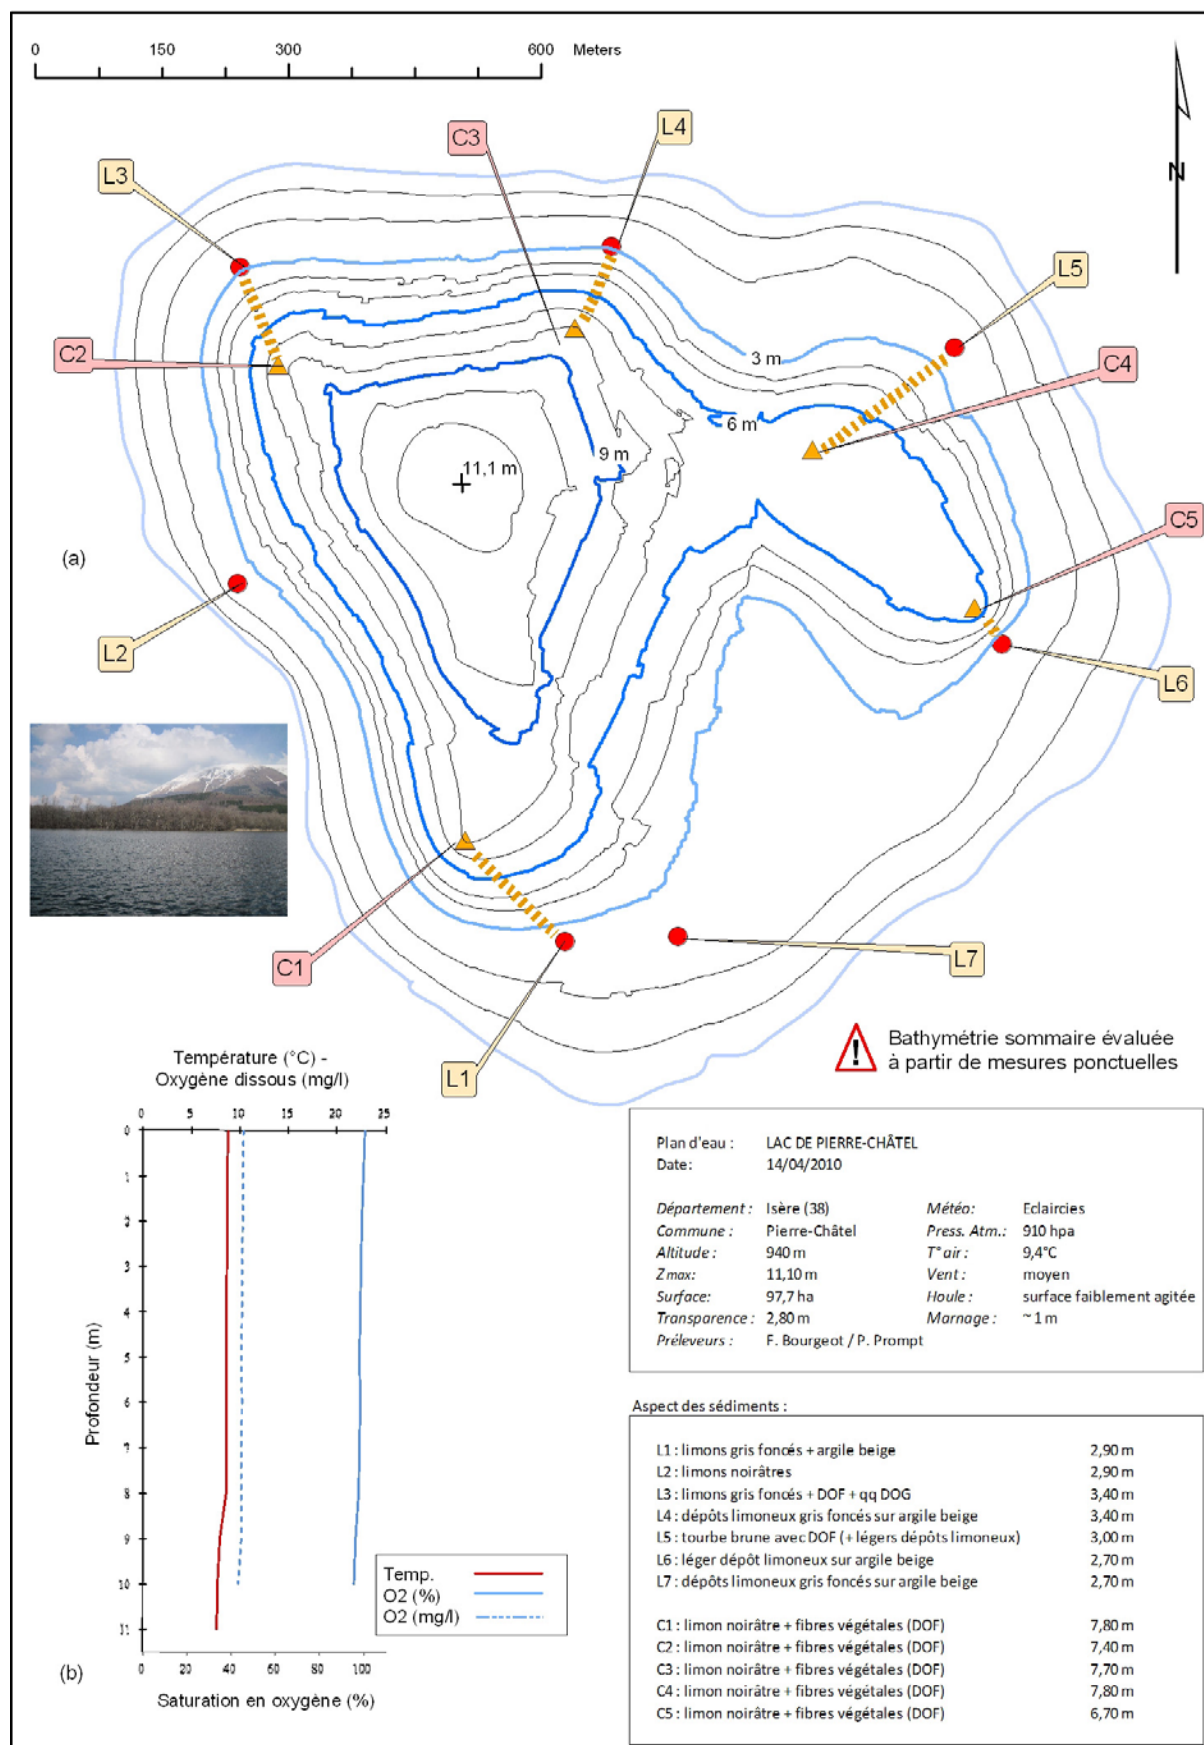 0 150 300 600 Meters
N
C3
L4
L3
L5
C2
C4
3 m
6 m
9 m
11,1 m
C5
(a)
L2
L6
C1
L7
L1
Bathymétrie sommaire évaluée
à partir de mesures ponctuelles
Température (°C) -
Oxygène dissous (mg/l)
0 5 10 15 20 25
0
1
2
3
4
5
6
7
8
9
10
11
Profondeur (m)
Temp.
O2 (%)
O2 (mg/l)
0 20 40 60 80 100
(b)
Saturation en oxygène (%)
Plan d'eau : LAC DE PIERRE-CHÂTEL
Date: 14/04/2010
Département : Isère (38) Météo: Eclaircies
Commune : Pierre-Châtel Press. Atm.: 910 hpa
Altitude : 940 m T° air : 9,4°C
Zmax: 11,10 m Vent : moyen
Surface: 97,7 ha Houle : surface faiblement agitée
Transparence : 2,80 m Marnage : ~ 1 m
Préleveurs : F. Bourgeot / P. Prompt
Aspect des sédiments :
L1 : limons gris foncés + argile beige 2,90 m
L2 : limons noirâtres 2,90 m
L3 : limons gris foncés + DOF + qq DOG 3,40 m
L4 : dépôts limoneux gris foncés sur argile beige 3,40 m
L5 : tourbe brune avec DOF (+ légers dépôts limoneux) 3,00 m
L6 : léger dépôt limoneux sur argile beige 2,70 m
L7 : dépôts limoneux gris foncés sur argile beige 2,70 m
C1 : limon noirâtre + fibres végétales (DOF) 7,80 m
C2 : limon noirâtre + fibres végétales (DOF) 7,40 m
C3 : limon noirâtre + fibres végétales (DOF) 7,70 m
C4 : limon noirâtre + fibres végétales (DOF) 7,80 m
C5 : limon noirâtre + fibres végétales (DOF) 6,70 m